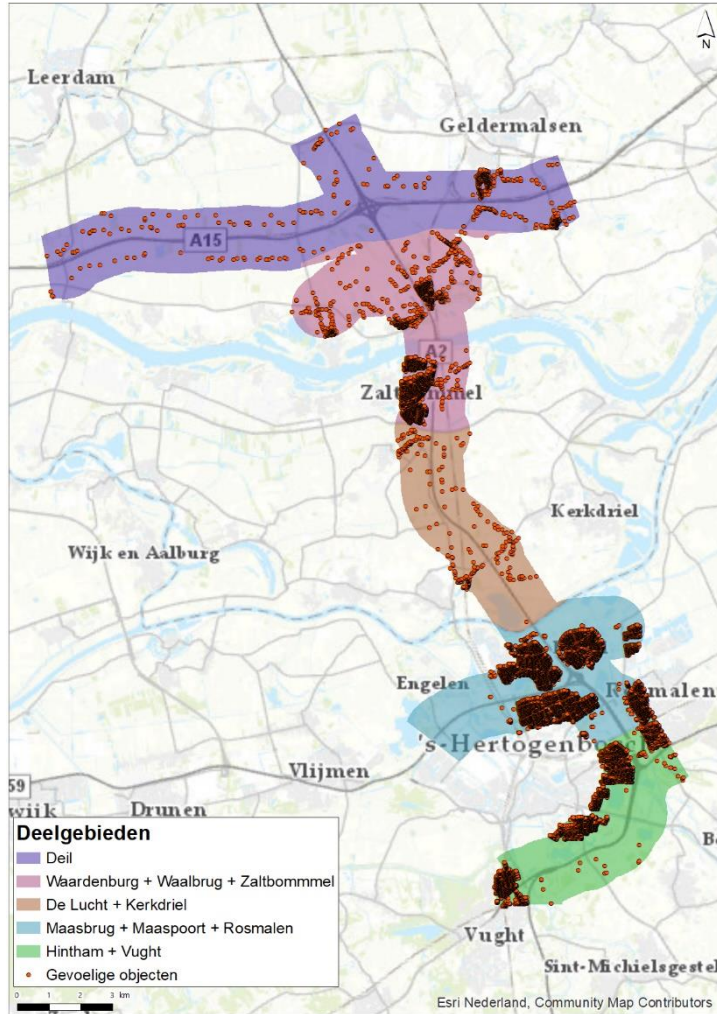 N
Leerdam
Geldermalsen
A15
A2
Kerkdriel
Wijk en Aalburg
Engelen
's-Hertogenbosch
Vlijmen
59
wijk
Drunen
Vught
Sint-Michielsgestel
Deelgebieden
Deil
Waardenburg + Waalbrug + Zaltbommmel
De Lucht + Kerkdriel
Maasbrug + Maaspoort + Rosmalen
Hintham + Vught
Gevoelige objecten
0 1 2 3 km
Esri Nederland, Community Map Contributors